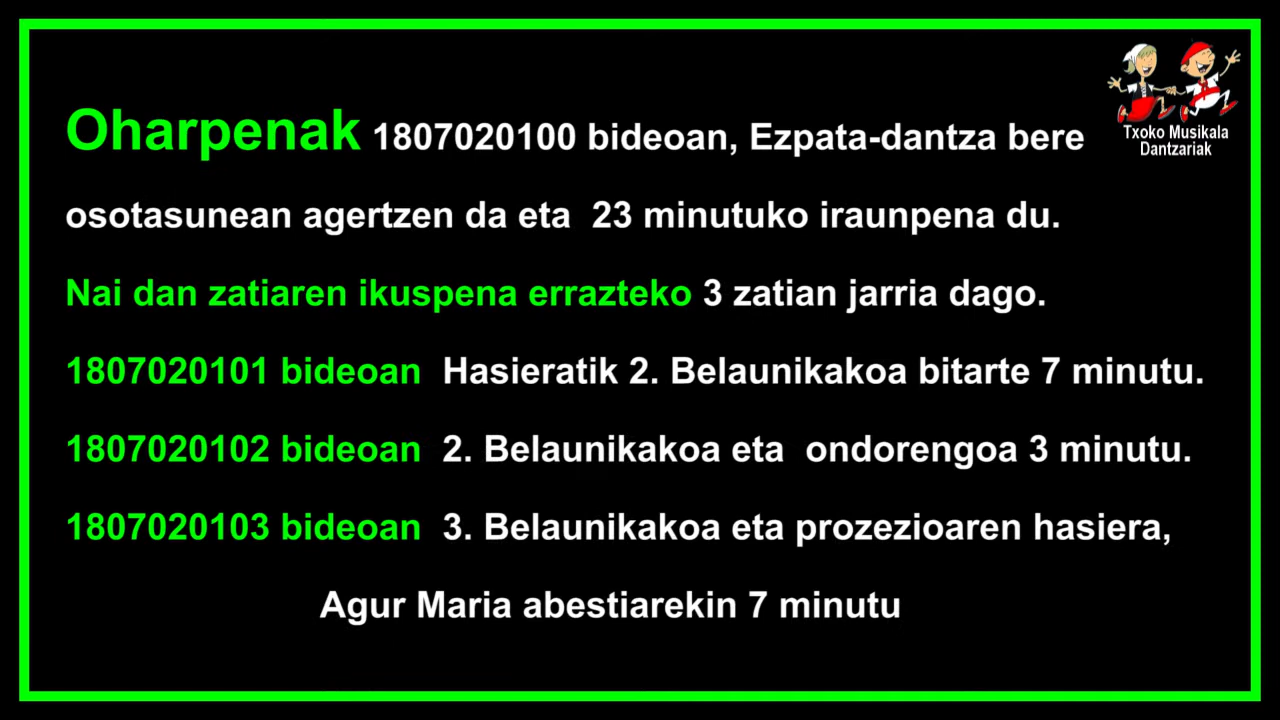 Oharpenak 1807020100 bideoan, Ezpata-dantza bere
osotasunean agertzen da eta 23 minutuko iraunpena du.
Nai dan zatiaren ikuspena errazteko 3 zatian jarria dago.
1807020101 bideoan Hasieratik 2. Belaunikakoa bitarte 7 minutu.
1807020102 bideoan 2. Belaunikakoa eta ondorengoa 3 minutu.
1807020103 bideoan 3. Belaunikakoa eta prozezioaren hasiera,
Agur Maria abestiarekin 7 minutu
Txoko Musikala
Dantzariak